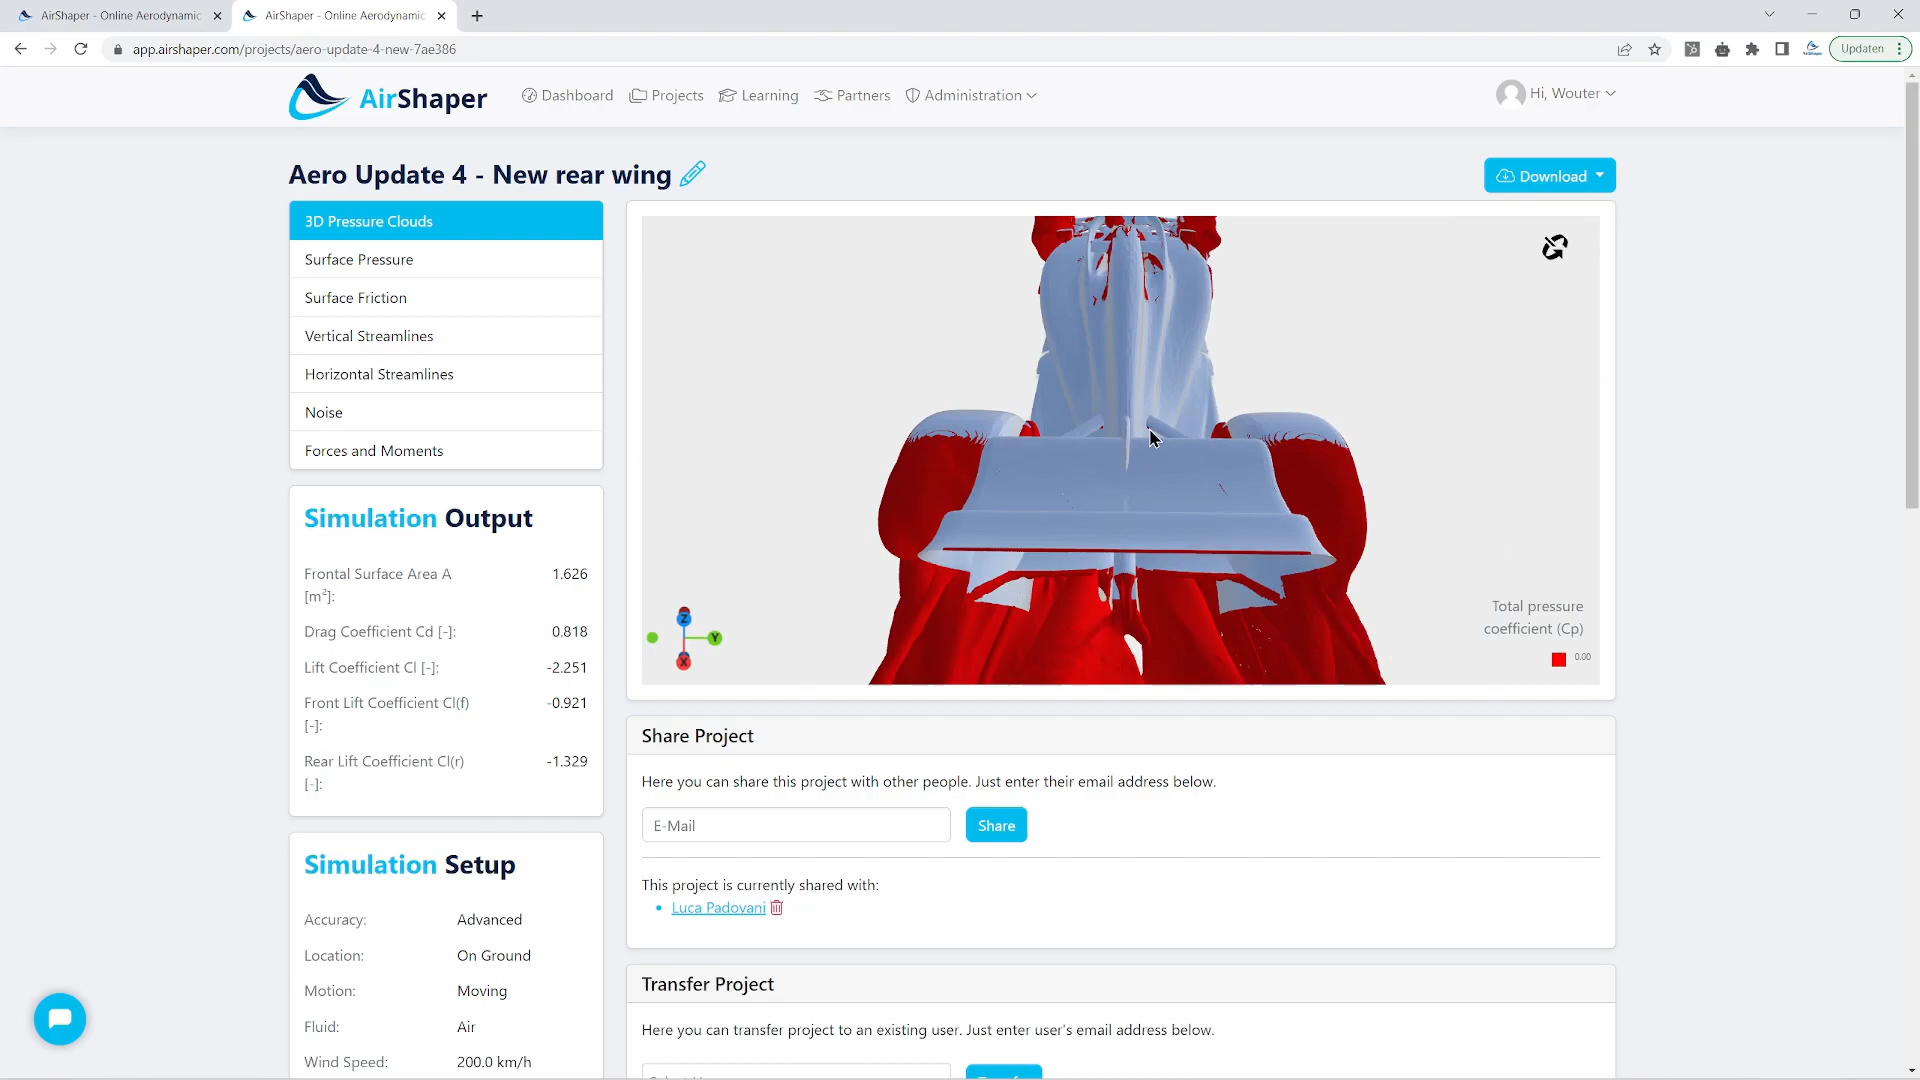 AirShaper - Online Aerodynamic
AirShaper - Online Aerodynamic
app.airshaper.com/projects/aero-update-4-new-7ae386
Updaten
AirShaper
Dashboard
Projects
Learning
Partners
Administration
Hi, Wouter
Aero Update 4 - New rear wing
Download
3D Pressure Clouds
Surface Pressure
Surface Friction
Vertical Streamlines
Horizontal Streamlines
Noise
Forces and Moments
Z
Y
X
Total pressure
coefficient (Cp)
0.00
Simulation Output
Frontal Surface Area A 1.626
[m²]:
Drag Coefficient Cd [-]: 0.818
Lift Coefficient Cl [-]: -2.251
Front Lift Coefficient Cl(f) -0.921
[-]:
Rear Lift Coefficient Cl(r) -1.329
[-]:
Simulation Setup
Accuracy: Advanced
Location: On Ground
Motion: Moving
Fluid: Air
Wind Speed: 200.0 km/h
Share Project
Here you can share this project with other people. Just enter their email address below.
E-Mail
Share
This project is currently shared with:
Luca Padovani
Transfer Project
Here you can transfer project to an existing user. Just enter user's email address below.